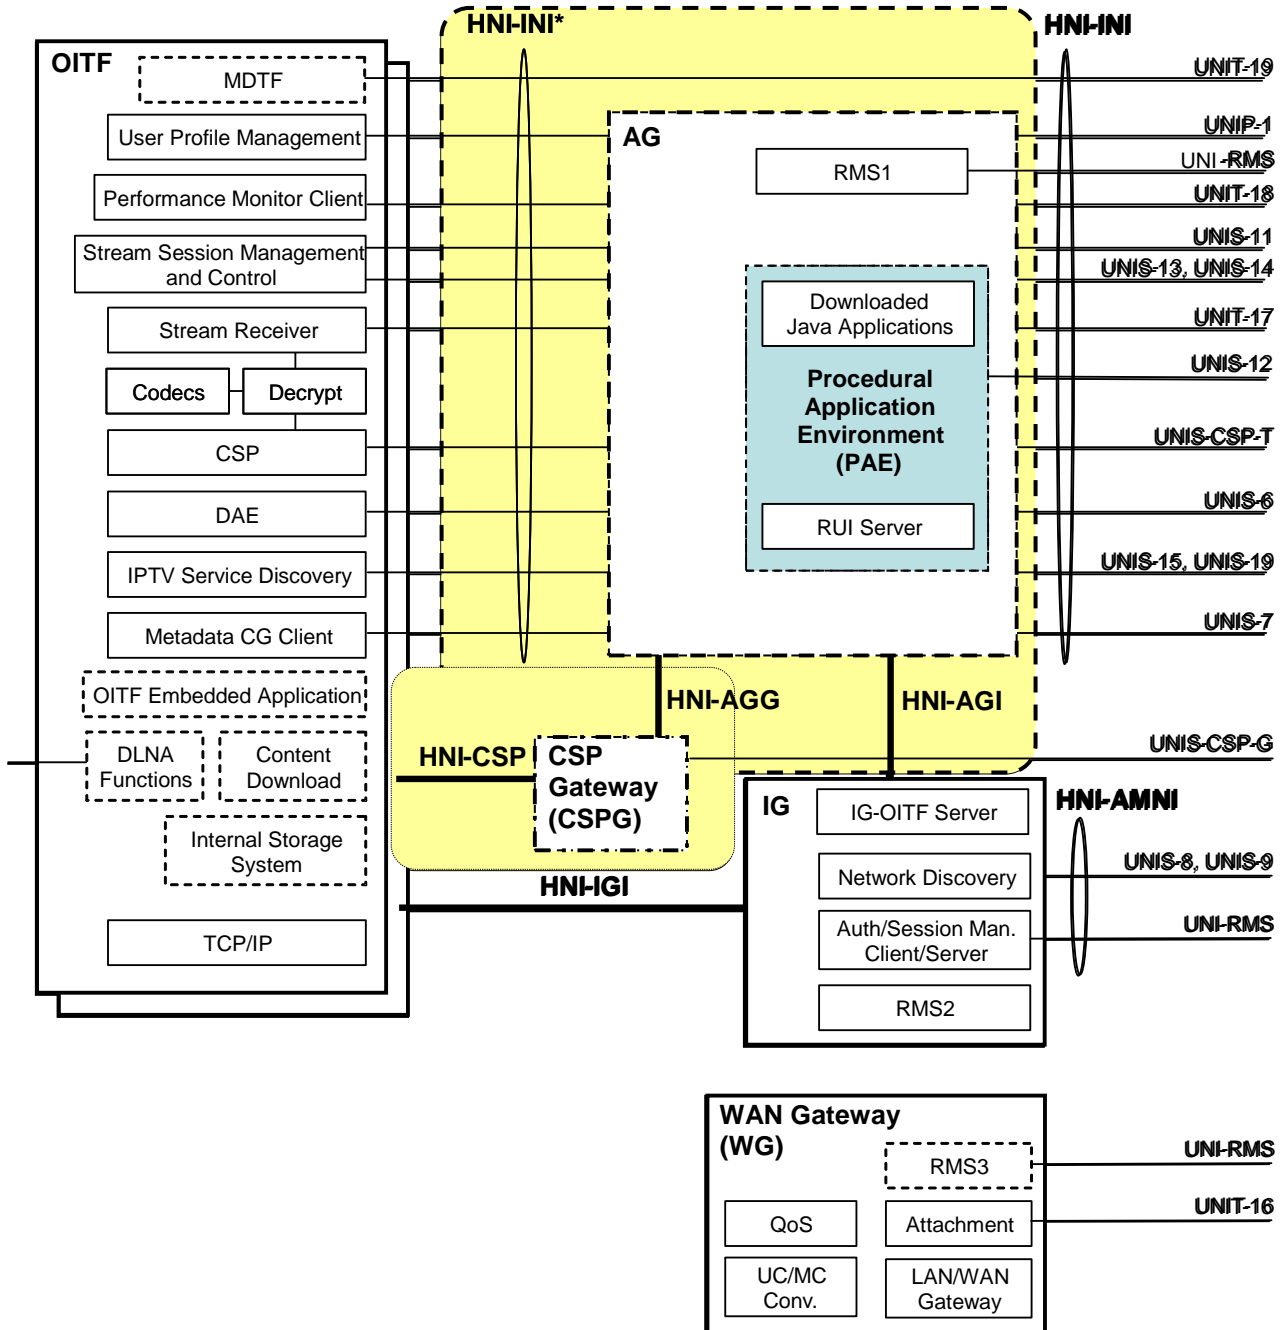 HNI-INI*
HNI-INI
OITF
MDTF
UNIT-19
User Profile Management
AG
UNIP-1
RMS1
UNI-RMS
Performance Monitor Client
UNIT-18
Stream Session Management
and Control
UNIS-11
UNIS-13, UNIS-14
Downloaded
Java Applications
Stream Receiver
UNIT-17
Codecs
Decrypt
Procedural
Application
Environment
(PAE)
UNIS-12
CSP
UNIS-CSP-T
DAE
RUI Server
UNIS-6
IPTV Service Discovery
UNIS-15, UNIS-19
Metadata CG Client
UNIS-7
OITF Embedded Application
HNI-AGG
HNI-AGI
DLNA
Functions
Content
Download
HNI-CSP
CSP
Gateway
(CSPG)
UNIS-CSP-G
IG
IG-OITF Server
HNI-AMNI
Internal Storage
System
Network Discovery
UNIS-8, UNIS-9
HNI-IGI
TCP/IP
Auth/Session Man.
Client/Server
UNI-RMS
RMS2
WAN Gateway
(WG)
RMS3
UNI-RMS
QoS
Attachment
UNIT-16
UC/MC
Conv.
LAN/WAN
Gateway